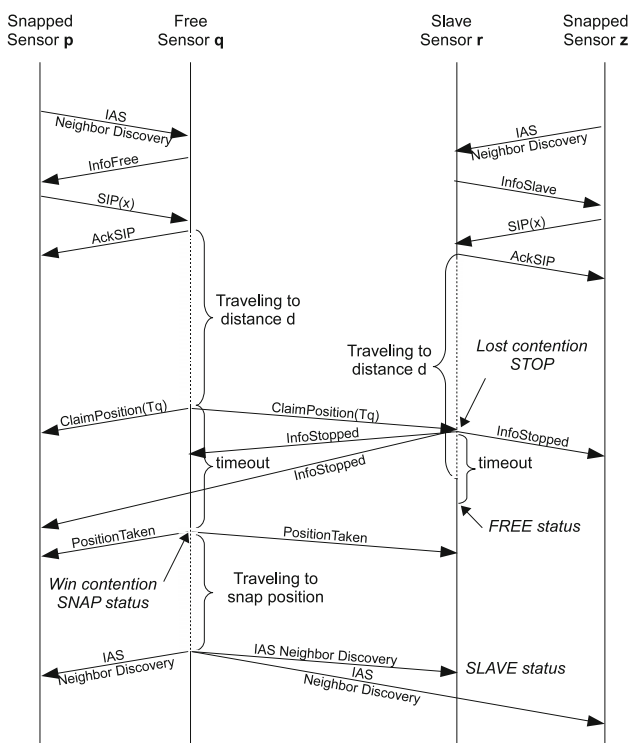 Snapped
Sensor p
Free
Sensor q
Slave
Sensor r
Snapped
Sensor z
IAS
Neighbor Discovery
IAS
Neighbor Discovery
InfoFree
InfoSlave
SIP(x)
SIP(x)
AckSIP
AckSIP
Traveling to
distance d
Traveling to
distance d
Lost contention
STOP
ClaimPosition(Tq)
ClaimPosition(Tq)
InfoStopped
InfoStopped
timeout
InfoStopped
timeout
FREE status
PositionTaken
PositionTaken
Win contention
SNAP status
Traveling to
snap position
IAS
Neighbor Discovery
IAS Neighbor Discovery
SLAVE status
IAS
Neighbor Discovery